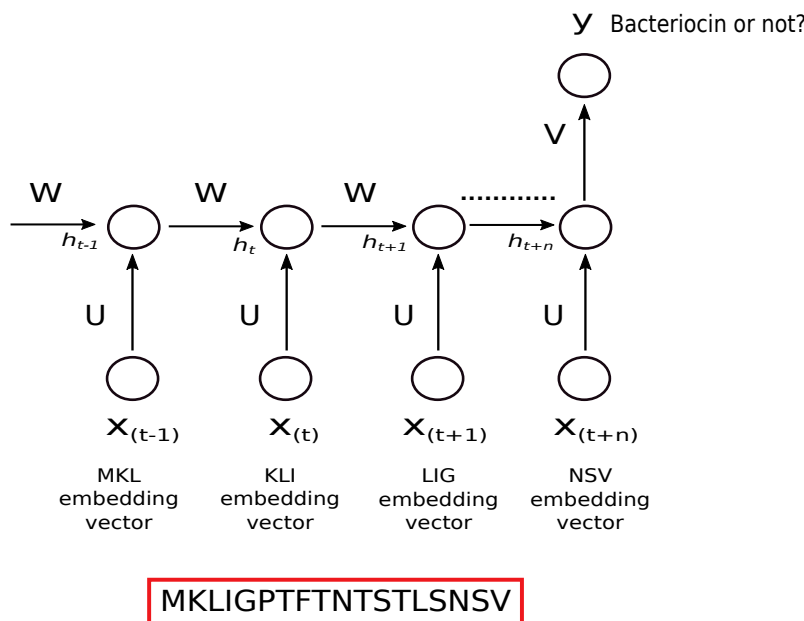 y Bacteriocin or not?
V
W W W ............
h_{t-1} h_t h_{t+1} h_{t+n}
U U U U
X_{(t-1)} X_{(t)} X_{(t+1)} X_{(t+n)}
MKL KLI LIG NSV
embedding embedding embedding embedding
vector vector vector vector
MKLIGPTFTNTSTLSNSV